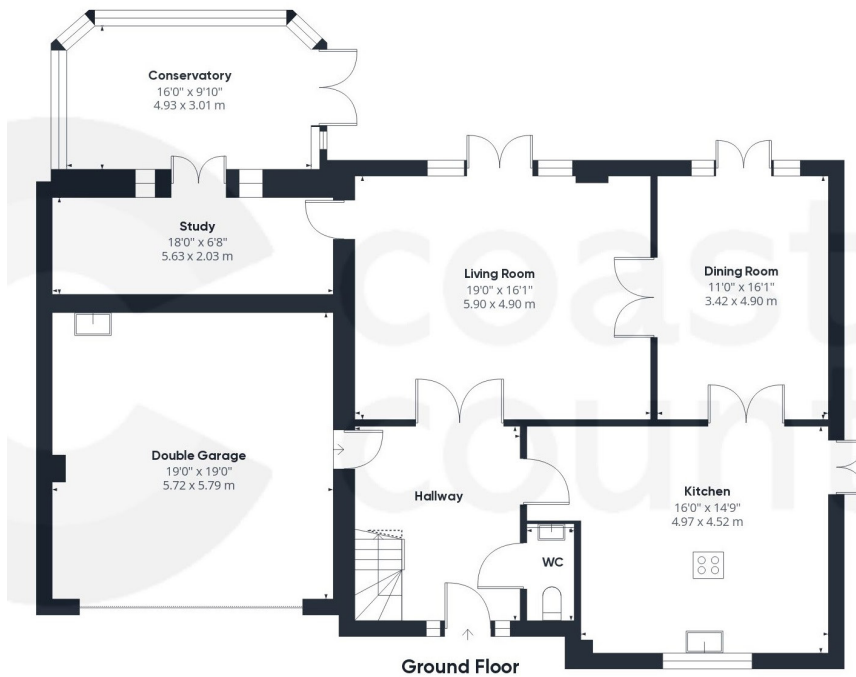 Conservatory
16'0" x 9'10"
4.93 x 3.01 m
Study
18'0" x 6'8"
5.63 x 2.03 m
Living Room
19'0" x 16'1"
5.90 x 4.90 m
Dining Room
11'0" x 16'1"
3.42 x 4.90 m
Double Garage
19'0" x 19'0"
5.72 x 5.79 m
Hallway
Kitchen
16'0" x 14'9"
4.97 x 4.52 m
WC
Ground Floor
coast
count